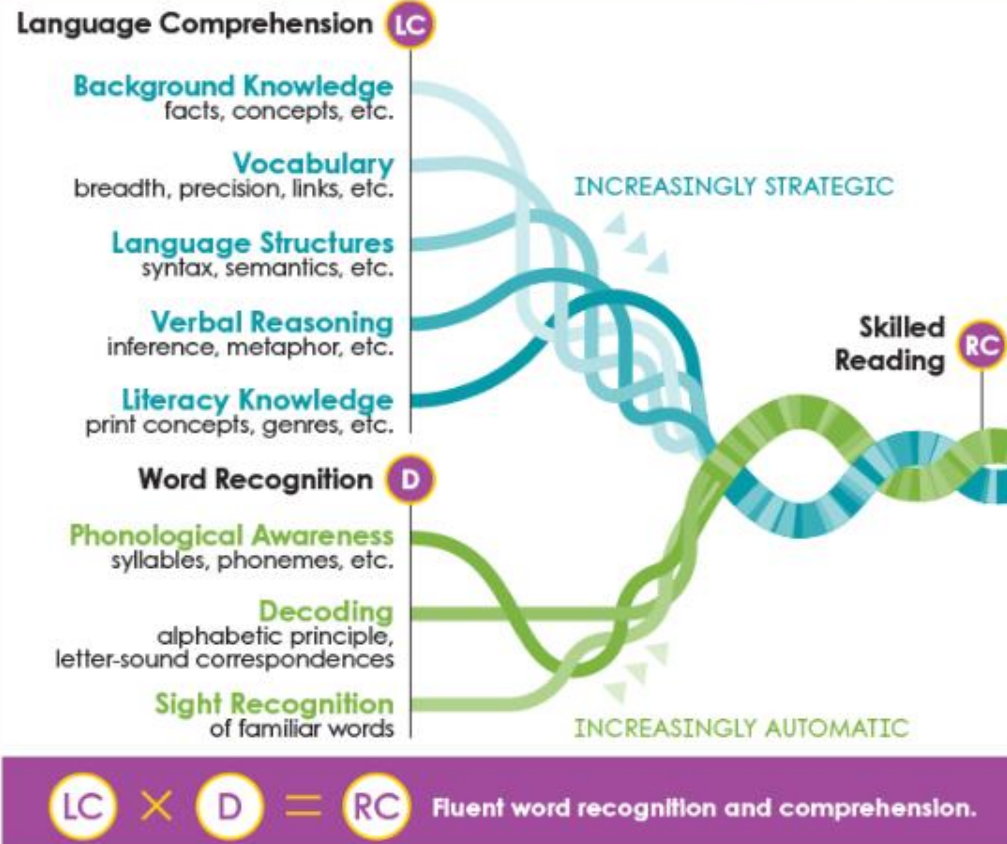 Language Comprehension LC
Background Knowledge
facts, concepts, etc.
Vocabulary
breadth, precision, links, etc.
INCREASINGLY STRATEGIC
Language Structures
syntax, semantics, etc.
Verbal Reasoning
inference, metaphor, etc.
Skilled
Reading
RC
Literacy Knowledge
print concepts, genres, etc.
Word Recognition D
Phonological Awareness
syllables, phonemes, etc.
Decoding
alphabetic principle,
letter-sound correspondences
Sight Recognition
of familiar words
INCREASINGLY AUTOMATIC
LC × D = RC Fluent word recognition and comprehension.